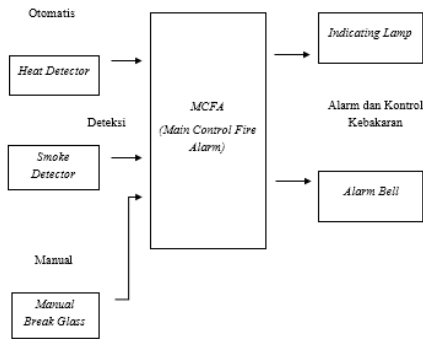 Otomatis
Heat Detector
Deteksi
Smoke
Detector
Manual
Manual
Break Glass
MCFA
(Main Control Fire
Alarm)
Indicating Lamp
Alarm dan Kontrol
Kebakaran
Alarm Bell